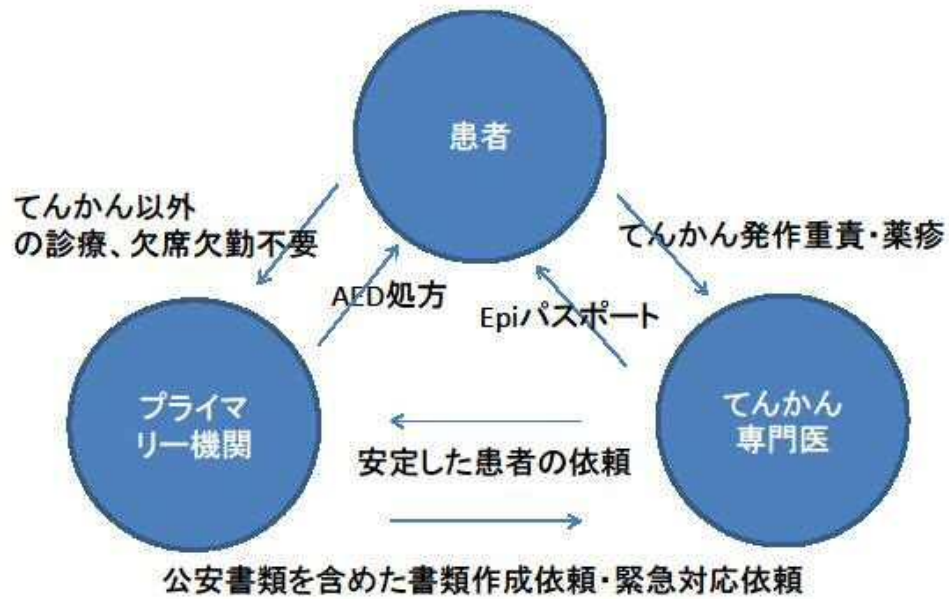 患者
てんかん以外
の診療、欠席欠勤不要
てんかん発作重責・薬疹
AED処方
Epiパスポート
プライマ
リー機関
てんかん
専門医
安定した患者の依頼
公安書類を含めた書類作成依頼・緊急対応依頼